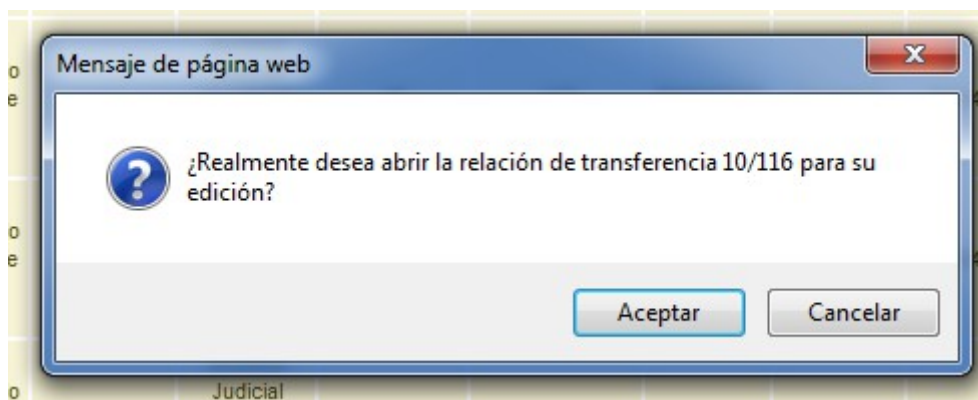 o
e
Mensaje de página web
¿Realmente desea abrir la relación de transferencia 10/116 para su
edición?
o
e
Aceptar
Cancelar
o
Judicial